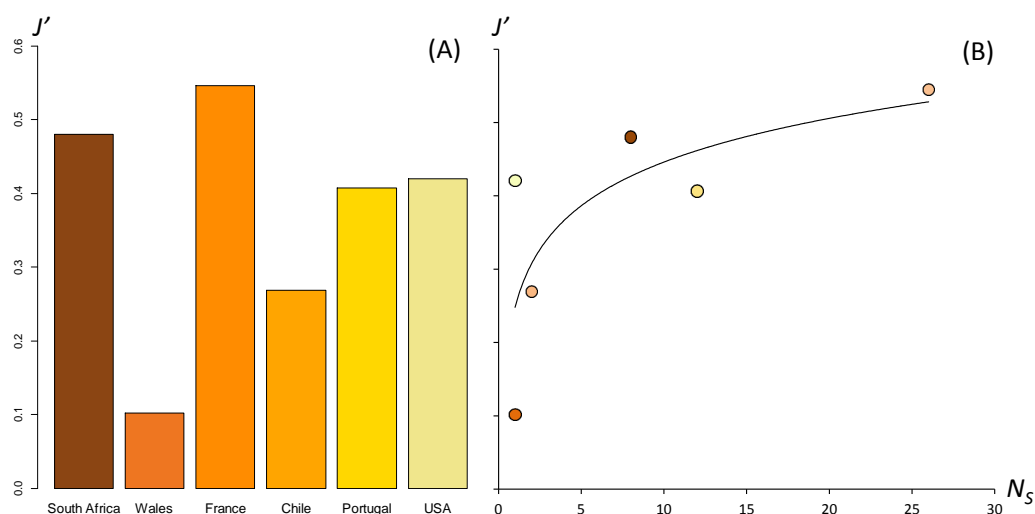 J'
(A)
0.6
0.5
0.4
0.3
0.2
0.1
0.0
South Africa Wales France Chile Portugal USA
J'
(B)
0 5 10 15 20 25 30
N_S